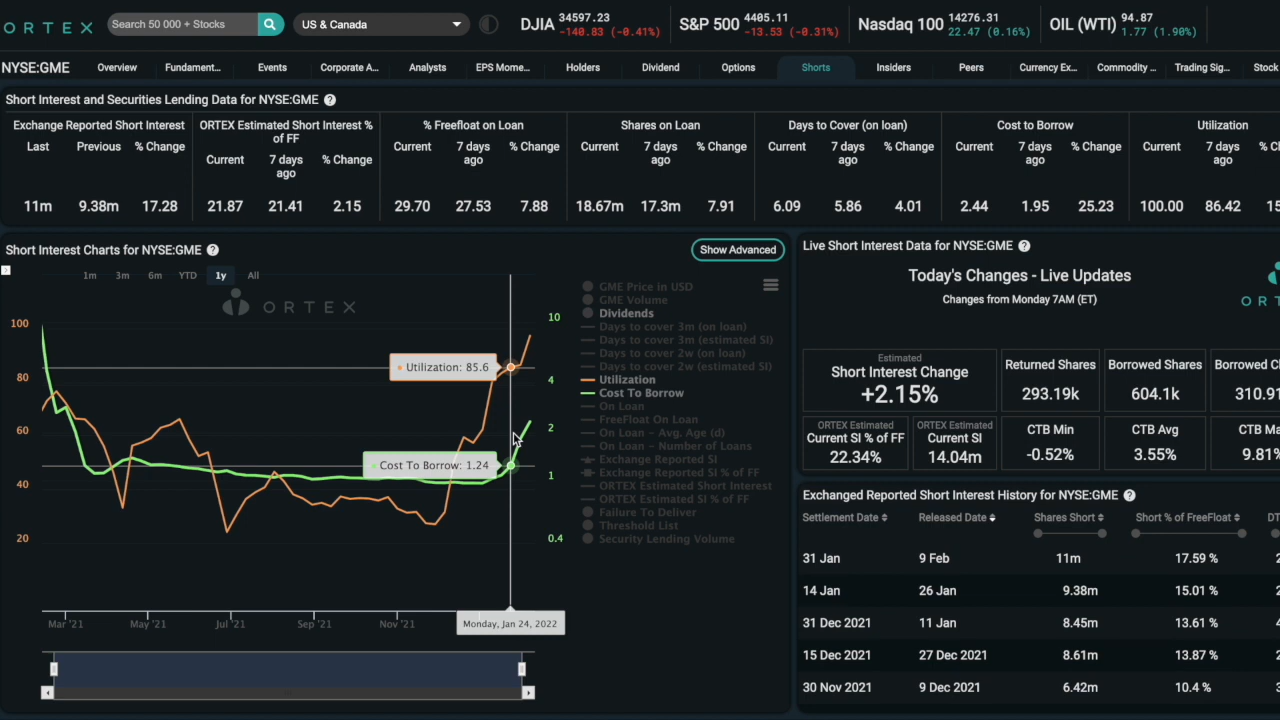 ORTEX
Search 50 000 + Stocks
US & Canada
DJIA 34597.23 -140.83 (-0.41%)
S&P 500 4405.11 -13.53 (-0.31%)
Nasdaq 100 14276.31 22.47 (0.16%)
OIL (WTI) 94.87 1.77 (1.90%)
NYSE:GME Overview Fundament... Events Corporate A... Analysts EPS Mome... Holders Dividend Options Shorts Insiders Peers Currency Ex... Commodity ... Trading Sig... Stock
Short Interest and Securities Lending Data for NYSE:GME ?
Exchange Reported Short Interest
Last Previous % Change
11m 9.38m 17.28
ORTEX Estimated Short Interest %
of FF
Current 7 days ago % Change
21.87 21.41 2.15
% Freefloat on Loan
Current 7 days ago % Change
29.70 27.53 7.88
Shares on Loan
Current 7 days ago % Change
18.67m 17.3m 7.91
Days to Cover (on loan)
Current 7 days ago % Change
6.09 5.86 4.01
Cost to Borrow
Current 7 days ago % Change
2.44 1.95 25.23
Utilization
Current 7 days ago % C
100.00 86.42 15
Short Interest Charts for NYSE:GME ?
Show Advanced
1m 3m 6m YTD 1y All
ORTEX
100
80
60
40
20
10
4
2
1
0.4
Utilization: 85.6
Cost To Borrow: 1.24
Mar '21 May '21 Jul '21 Sep '21 Nov '21
Monday, Jan 24, 2022
GME Price in USD
GME Volume
Dividends
Days to cover 3m (on loan)
Days to cover 3m (estimated SI)
Days to cover 2w (on loan)
Days to cover 2w (estimated SI)
Utilization
Cost To Borrow
On Loan
FreeFloat On Loan
On Loan - Avg. Age (d)
On Loan - Number of Loans
Exchange Reported SI
Exchange Reported SI % of FF
ORTEX Estimated Short Interest
ORTEX Estimated SI % of FF
Failure To Deliver
Threshold List
Security Lending Volume
Live Short Interest Data for NYSE:GME ?
Today's Changes - Live Updates
Changes from Monday 7AM (ET)
OR
Estimated
Short Interest Change
+2.15%
Returned Shares
293.19k
Borrowed Shares
604.1k
Borrowed C
310.91
ORTEX Estimated
Current SI % of FF
22.34%
ORTEX Estimated
Current SI
14.04m
CTB Min
-0.52%
CTB Avg
3.55%
CTB Ma
9.81%
Exchanged Reported Short Interest History for NYSE:GME ?
Settlement Date Released Date Shares Short Short % of FreeFloat DT
31 Jan 9 Feb 11m 17.59 % 2
14 Jan 26 Jan 9.38m 15.01 % 2
31 Dec 2021 11 Jan 8.45m 13.61 % 4
15 Dec 2021 27 Dec 2021 8.61m 13.87 %
30 Nov 2021 9 Dec 2021 6.42m 10.4 %